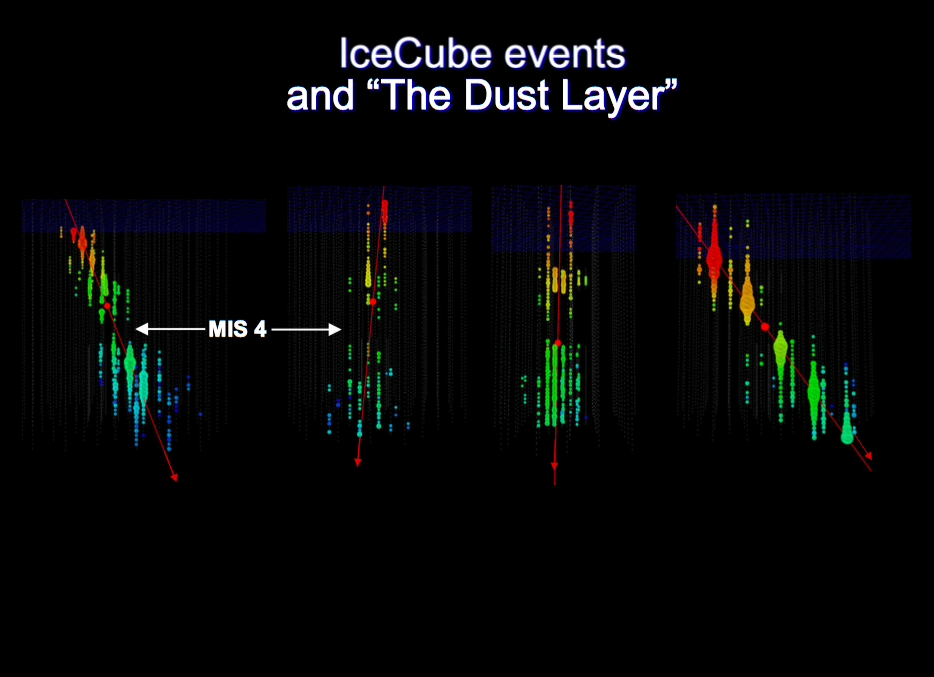 IceCube events
and “The Dust Layer”
MIS 4